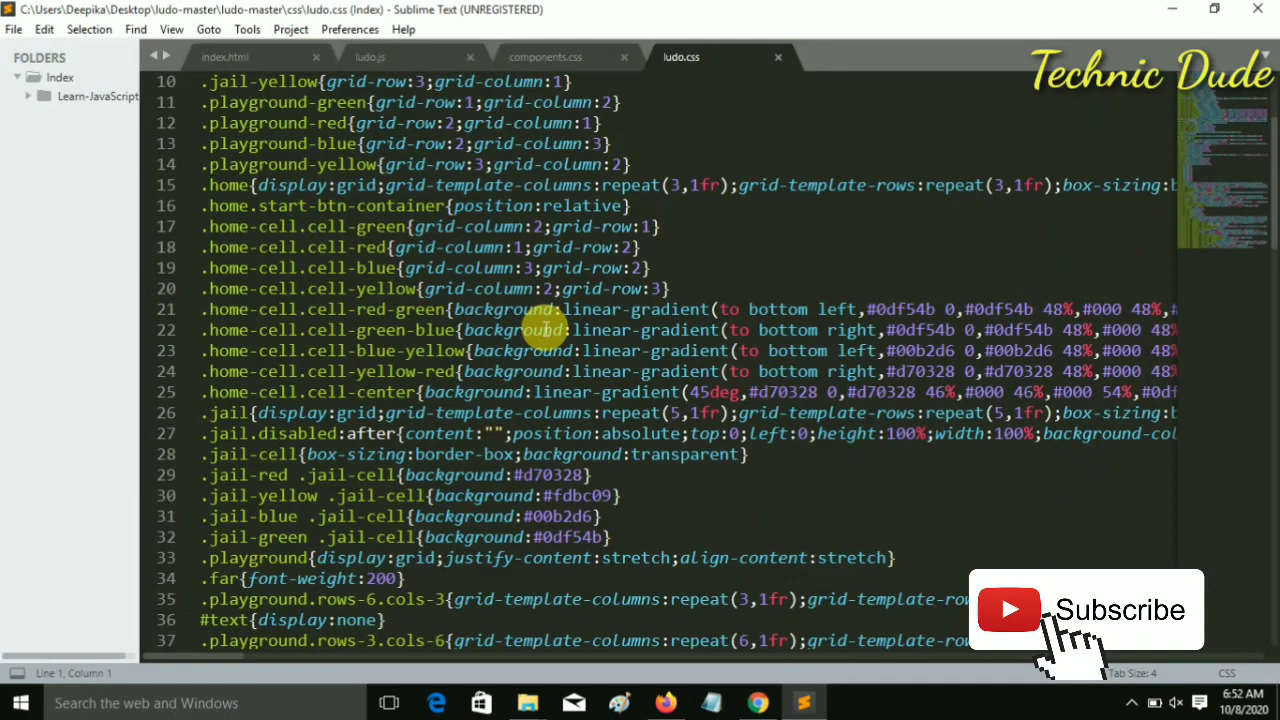 C:\Users\Deepika\Desktop\ludo-master\ludo-master\css\ludo.css (Index) - Sublime Text (UNREGISTERED)
File Edit Selection Find View Goto Tools Project Preferences Help
FOLDERS
Index
Learn-JavaScript
index.html ludo.js components.css ludo.css
Technic Dude
10 .jail-yellow{grid-row:3;grid-column:1}
11 .playground-green{grid-row:1;grid-column:2}
12 .playground-red{grid-row:2;grid-column:1}
13 .playground-blue{grid-row:2;grid-column:3}
14 .playground-yellow{grid-row:3;grid-column:2}
15 .home{display:grid;grid-template-columns:repeat(3,1fr);grid-template-rows:repeat(3,1fr);box-sizing:b
16 .home.start-btn-container{position:relative}
17 .home-cell.cell-green{grid-column:2;grid-row:1}
18 .home-cell.cell-red{grid-column:1;grid-row:2}
19 .home-cell.cell-blue{grid-column:3;grid-row:2}
20 .home-cell.cell-yellow{grid-column:2;grid-row:3}
21 .home-cell.cell-red-green{background:linear-gradient(to bottom left,#0df54b 0,#0df54b 48%,#000 48%,#
22 .home-cell.cell-green-blue{background:linear-gradient(to bottom right,#0df54b 0,#0df54b 48%,#000 48%
23 .home-cell.cell-blue-yellow{background:linear-gradient(to bottom left,#00b2d6 0,#00b2d6 48%,#000 48%
24 .home-cell.cell-yellow-red{background:linear-gradient(to bottom right,#d70328 0,#d70328 48%,#000 48%
25 .home-cell.cell-center{background:linear-gradient(45deg,#d70328 0,#d70328 46%,#000 46%,#000 54%,#0df
26 .jail{display:grid;grid-template-columns:repeat(5,1fr);grid-template-rows:repeat(5,1fr);box-sizing:b
27 .jail.disabled:after{content:"";position:absolute;top:0;left:0;height:100%;width:100%;background-col
28 .jail-cell{box-sizing:border-box;background:transparent}
29 .jail-red .jail-cell{background:#d70328}
30 .jail-yellow .jail-cell{background:#fdbc09}
31 .jail-blue .jail-cell{background:#00b2d6}
32 .jail-green .jail-cell{background:#0df54b}
33 .playground{display:grid;justify-content:stretch;align-content:stretch}
34 .far{font-weight:200}
35 .playground.rows-6.cols-3{grid-template-columns:repeat(3,1fr);grid-template-row
36 #text{display:none}
37 .playground.rows-3.cols-6{grid-template-columns:repeat(6,1fr);grid-template-row
Subscribe
Line 1, Column 1 Tab Size: 4 CSS
Search the web and Windows
6:52 AM
10/8/2020